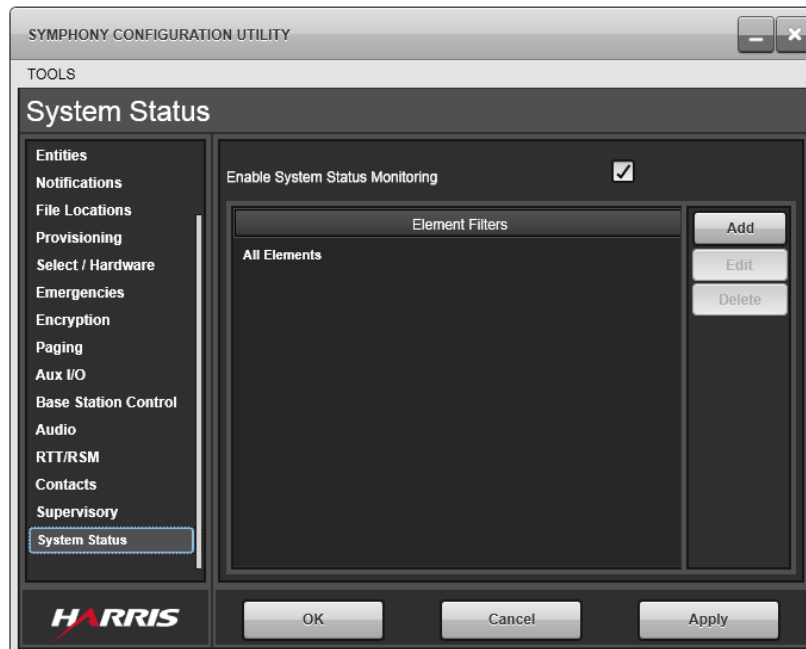 SYMPHONY CONFIGURATION UTILITY
TOOLS
System Status
Entities
Notifications
File Locations
Provisioning
Select / Hardware
Emergencies
Encryption
Paging
Aux I/O
Base Station Control
Audio
RTT/RSM
Contacts
Supervisory
System Status
Enable System Status Monitoring
Element Filters
All Elements
Add
Edit
Delete
HARRIS
OK
Cancel
Apply